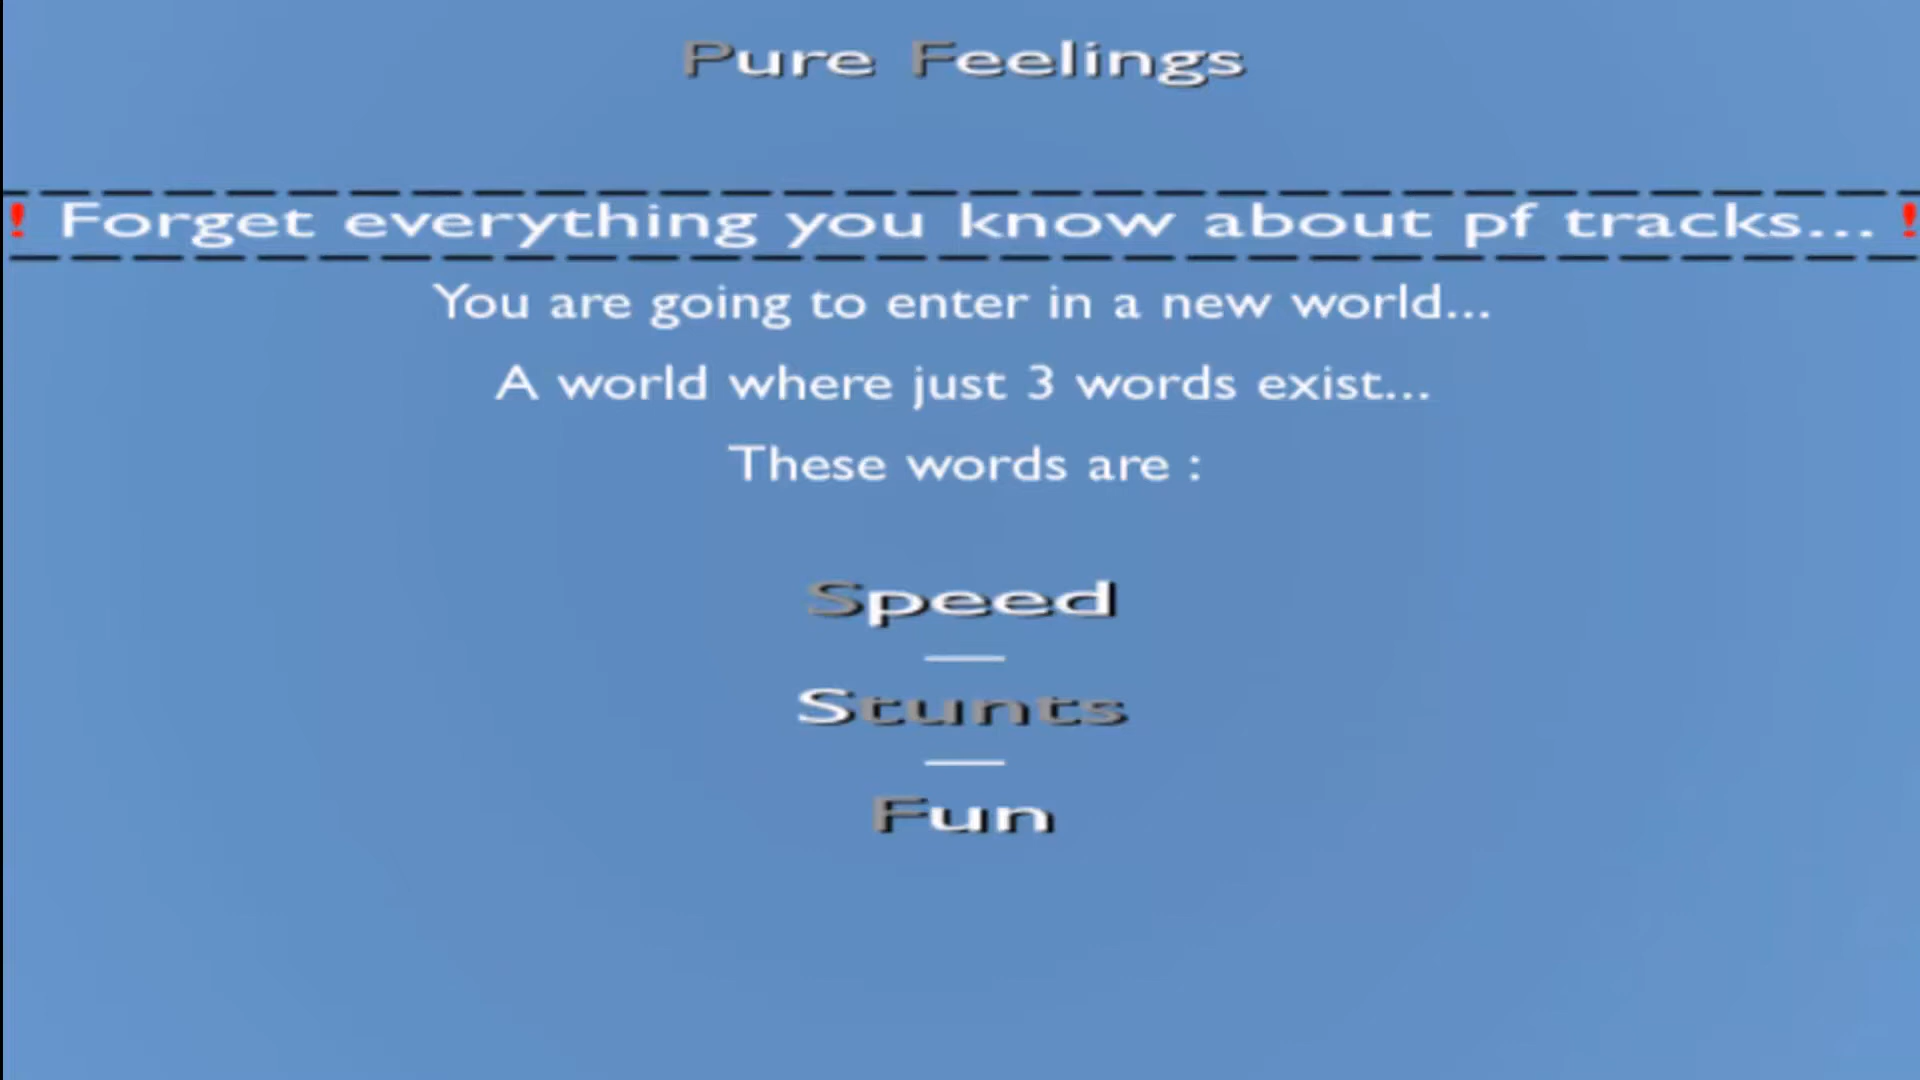 Pure Feelings
! Forget everything you know about pf tracks... !
You are going to enter in a new world...
A world where just 3 words exist...
These words are :
Speed
Stunts
Fun